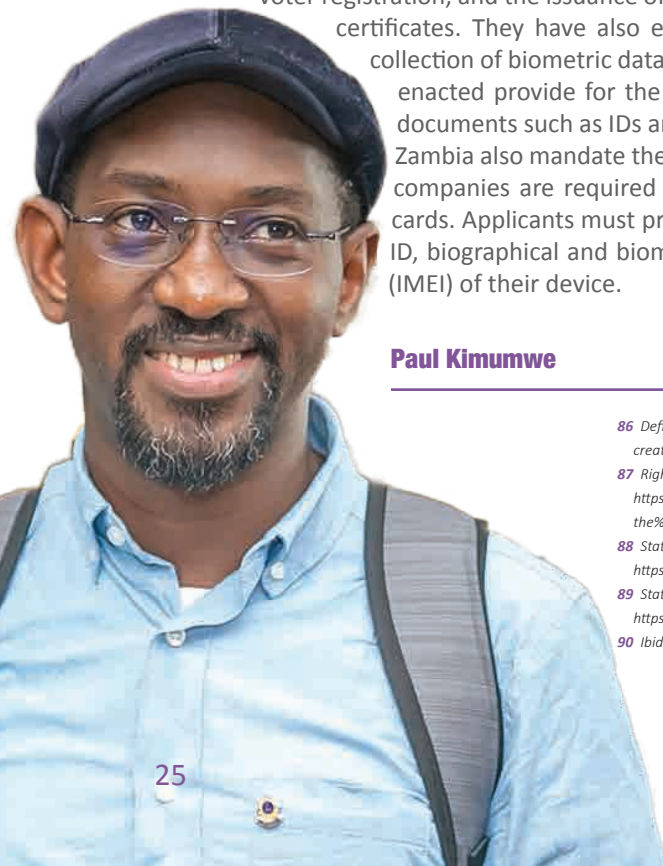 voter registration, and the issuance of
certificates. They have also e
collection of biometric data
enacted provide for the
documents such as IDs a
Zambia also mandate the
companies are required
cards. Applicants must pr
ID, biographical and biom
(IMEI) of their device.
Paul Kimumwe
86 Def
creat
87 Righ
https
the%
88 Stat
https
89 Stat
https
90 Ibid
25